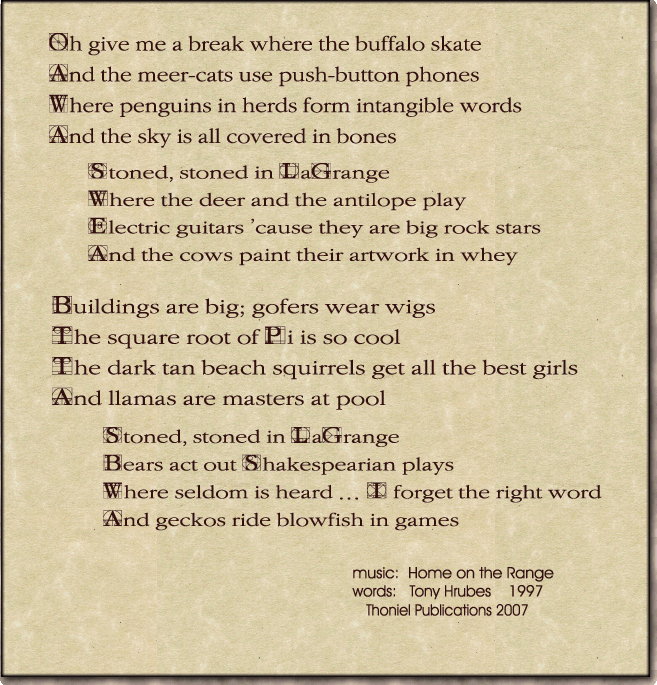 Oh give me a break where the buffalo skate
And the meer-cats use push-button phones
Where penguins in herds form intangible words
And the sky is all covered in bones
Stoned, stoned in LaGrange
Where the deer and the antilope play
Electric guitars ’cause they are big rock stars
And the cows paint their artwork in whey
Buildings are big; gofers wear wigs
The square root of Pi is so cool
The dark tan beach squirrels get all the best girls
And llamas are masters at pool
Stoned, stoned in LaGrange
Bears act out Shakespearian plays
Where seldom is heard ... I forget the right word
And geckos ride blowfish in games
music: Home on the Range
words: Tony Hrubes 1997
Thoniel Publications 2007